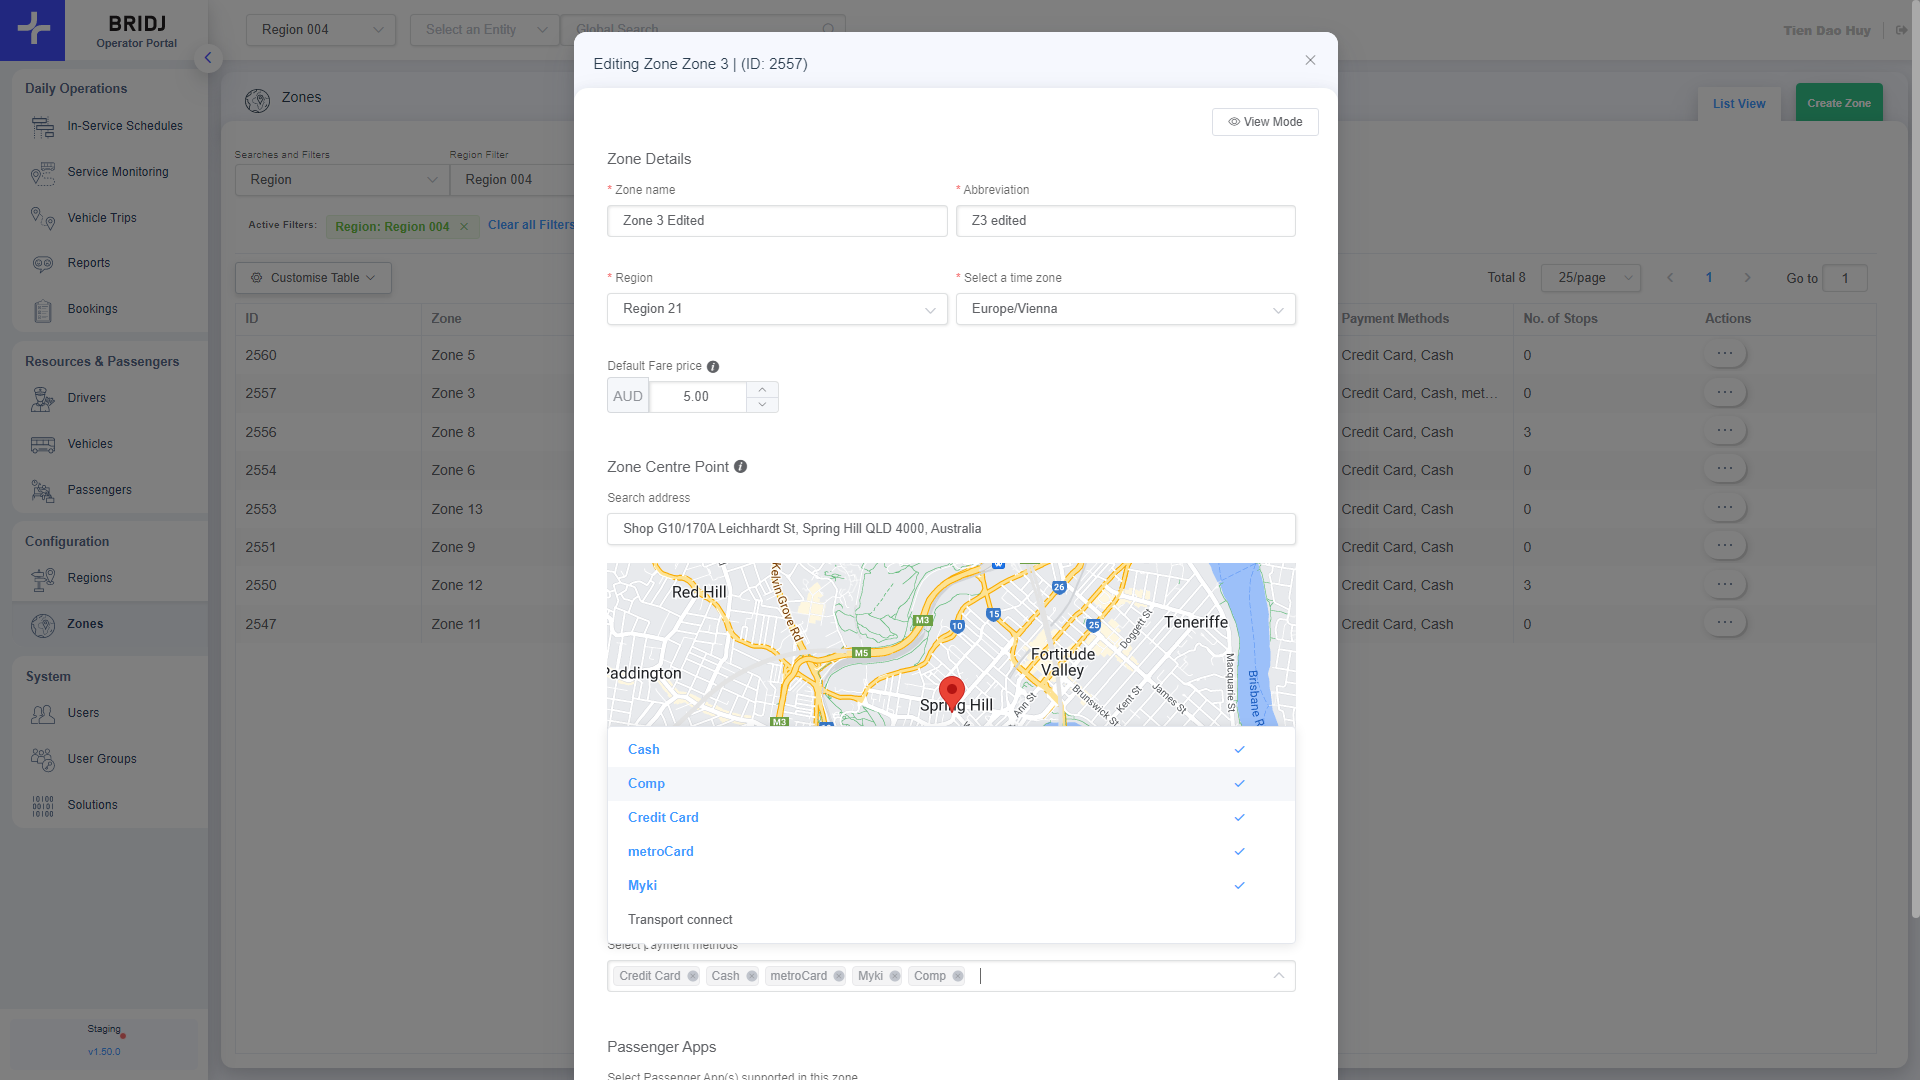 BRIDJ
Operator Portal
Region 004
Select an Entity
Global Search
Tien Dao Huy
Daily Operations
In-Service Schedules
Service Monitoring
Vehicle Trips
Reports
Bookings
Resources & Passengers
Drivers
Vehicles
Passengers
Configuration
Regions
Zones
System
Users
User Groups
Solutions
Staging
v1.50.0
Zones
List View
Create Zone
Searches and Filters
Region
Region Filter
Region 004
Active Filters:
Region: Region 004
Clear all Filters
Customise Table
Total 8
25/page
1
Go to
1
ID Zone Payment Methods No. of Stops Actions
2560 Zone 5 Credit Card, Cash 0
2557 Zone 3 Credit Card, Cash, met... 0
2556 Zone 8 Credit Card, Cash 3
2554 Zone 6 Credit Card, Cash 0
2553 Zone 13 Credit Card, Cash 0
2551 Zone 9 Credit Card, Cash 0
2550 Zone 12 Credit Card, Cash 3
2547 Zone 11 Credit Card, Cash 0
Editing Zone Zone 3 | (ID: 2557)
View Mode
Zone Details
* Zone name
Zone 3 Edited
* Abbreviation
Z3 edited
* Region
Region 21
* Select a time zone
Europe/Vienna
Default Fare price
AUD 5.00
Zone Centre Point
Search address
Shop G10/170A Leichhardt St, Spring Hill QLD 4000, Australia
Red Hill
Kelvin Grove Rd
M3
10
15
26
25
Doggett St
Teneriffe
M5
Fortitude
Valley
Paddington
Macquarie St
Brisbane R
Spring Hill
Ann St
Brunswick St
Kent St
James St
M3
Cash
Comp
Credit Card
metroCard
Myki
Transport connect
Select payment methods
Credit Card Cash metroCard Myki Comp
Passenger Apps
Select Passenger App(s) supported in this zone